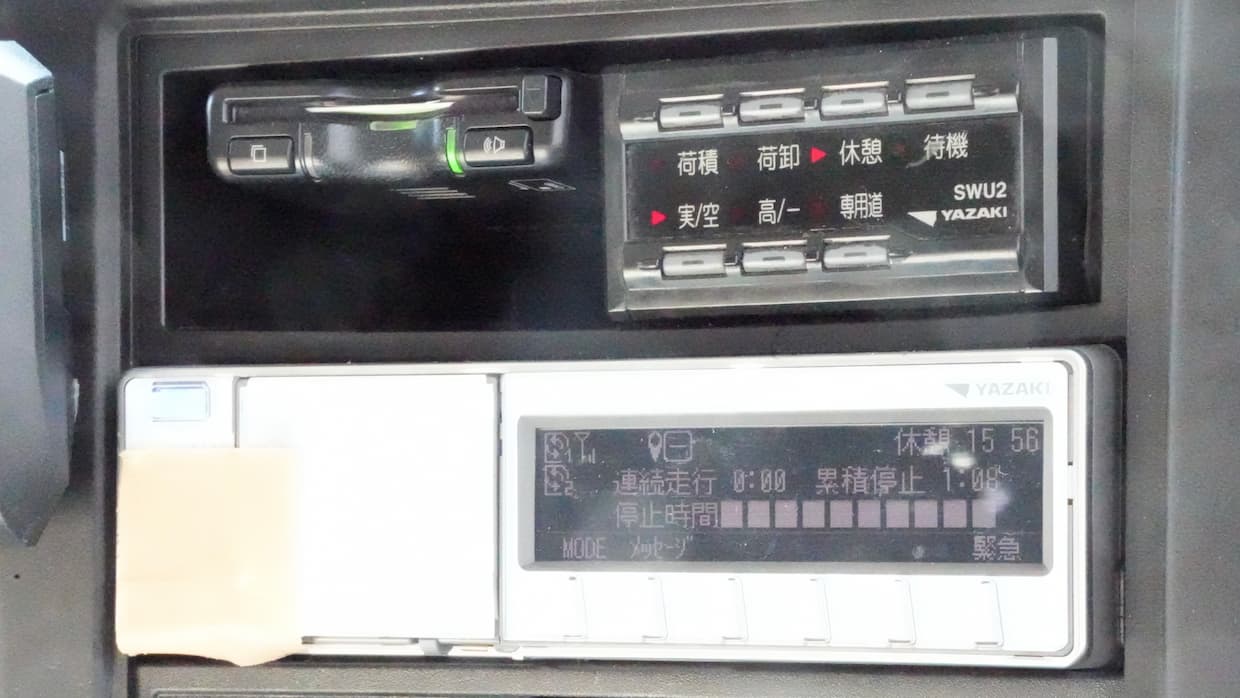 荷積 荷卸 休憩 待機
SWU2
実/空 高/一 専用道 YAZAKI
YAZAKI
休憩 15 56
連続走行 0:00 累積停止 1:08
停止時間
MODE メッセージ 緊急